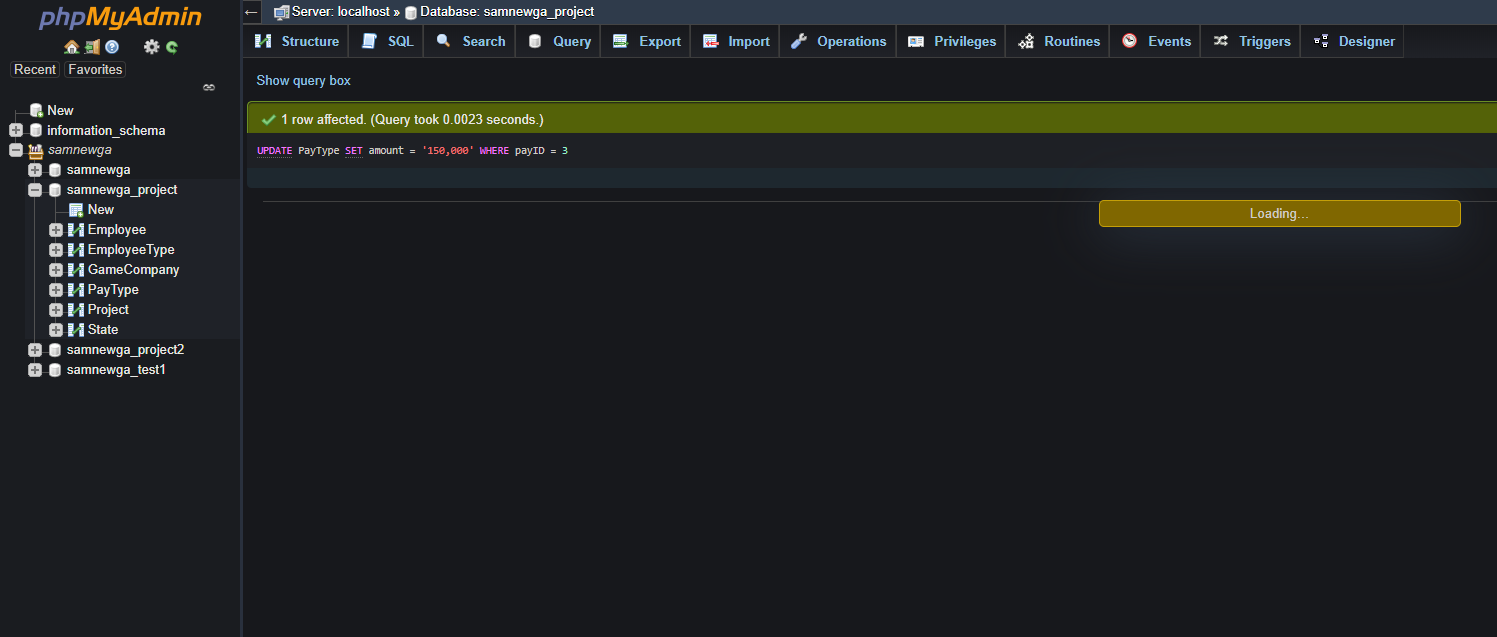 phpMyAdmin
Recent Favorites
New
information_schema
samnewga
samnewga
samnewga_project
New
Employee
EmployeeType
GameCompany
PayType
Project
State
samnewga_project2
samnewga_test1
← Server: localhost » Database: samnewga_project
Structure SQL Search Query Export Import Operations Privileges Routines Events Triggers Designer
Show query box
1 row affected. (Query took 0.0023 seconds.)
UPDATE PayType SET amount = '150,000' WHERE payID = 3
Loading…